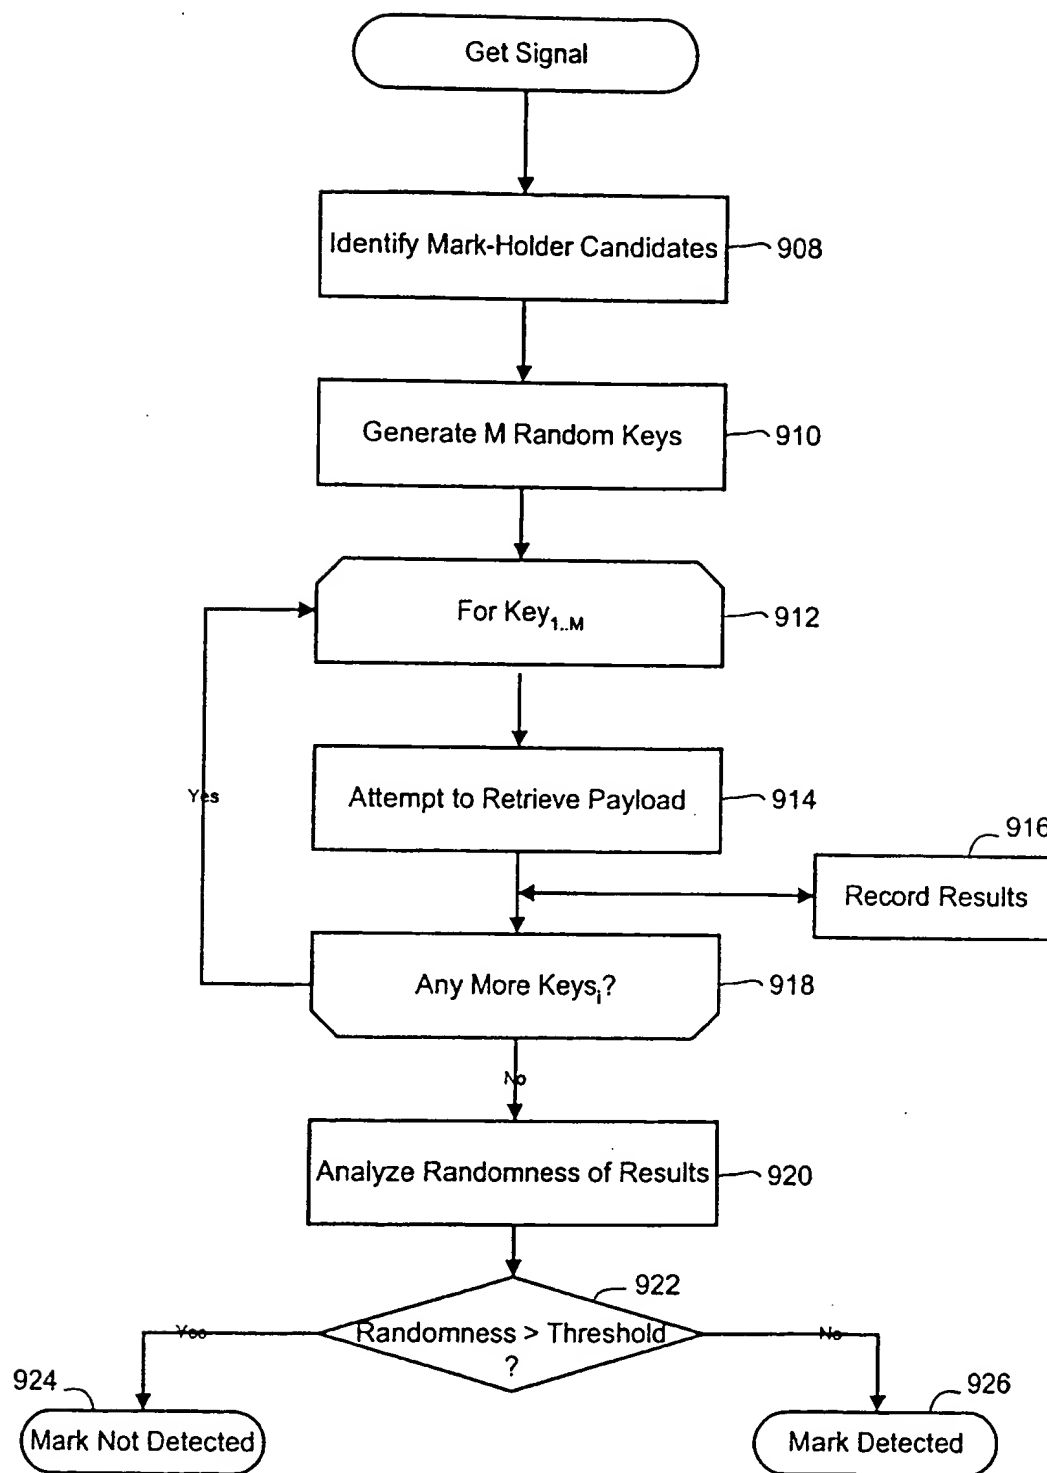 Get Signal
Identify Mark-Holder Candidates
908
Generate M Random Keys
910
For Key1..M
912
Yes
Attempt to Retrieve Payload
914
916
Record Results
Any More Keysi?
918
No
Analyze Randomness of Results
920
922
Randomness > Threshold
?
Yes
No
924
Mark Not Detected
926
Mark Detected